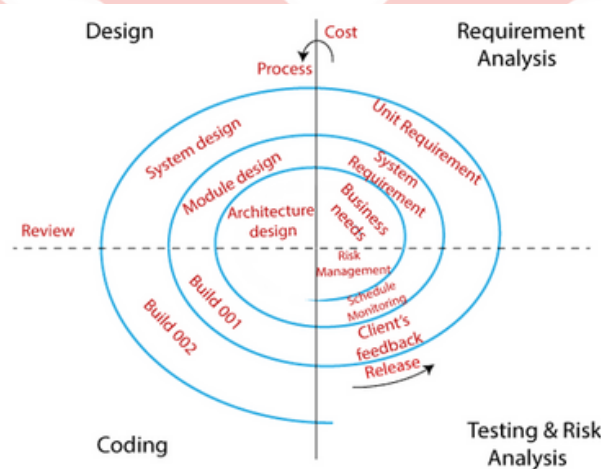 Design
Cost
Requirement
Analysis
Process
System design
Unit Requirement
Module design
System
Requirement
Architecture
design
Business
needs
Review
Risk
Management
Schedule
Monitoring
Build 001
Build 002
Client's
feedback
Release
Coding
Testing & Risk
Analysis